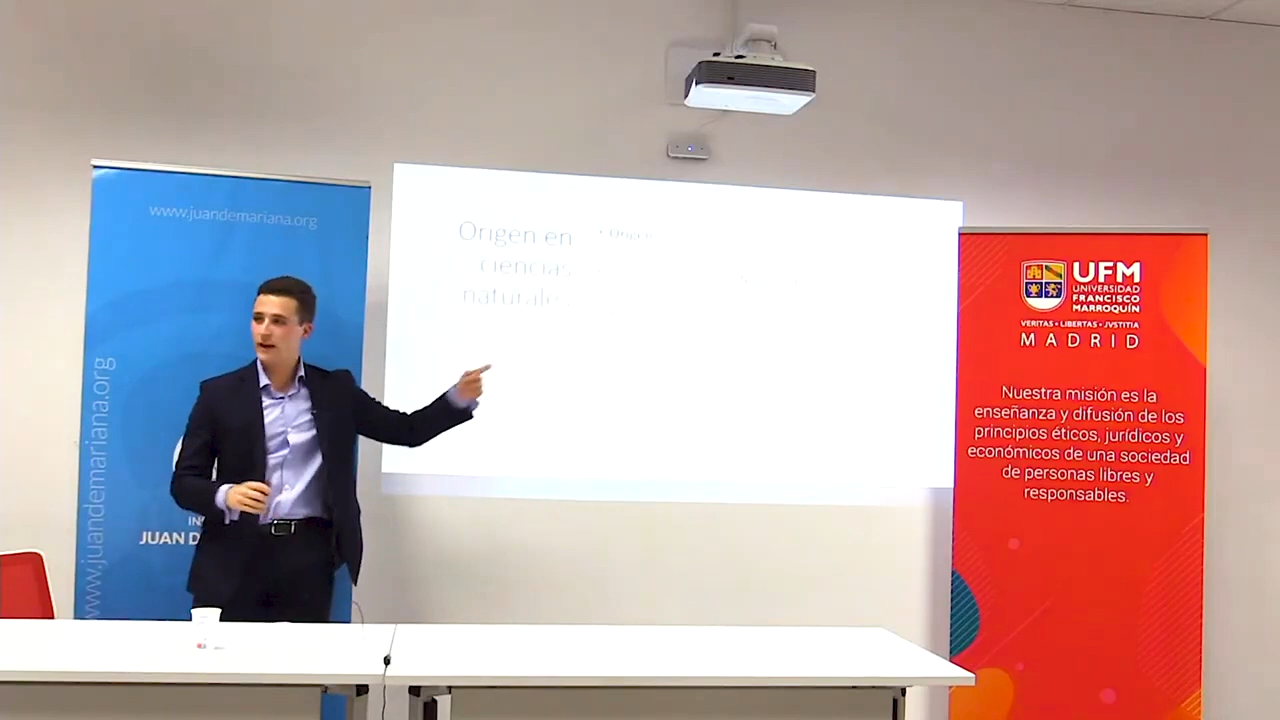 www.juandemariana.org
www.juandemariana.org
JUAN D
Origen en
ciencias
naturales
UFM
UNIVERSIDAD
FRANCISCO
MARROQUÍN
VERITAS • LIBERTAS • JVSTITIA
MADRID
Nuestra misión es la
enseñanza y difusión de los
principios éticos, jurídicos y
económicos de una sociedad
de personas libres y
responsables.